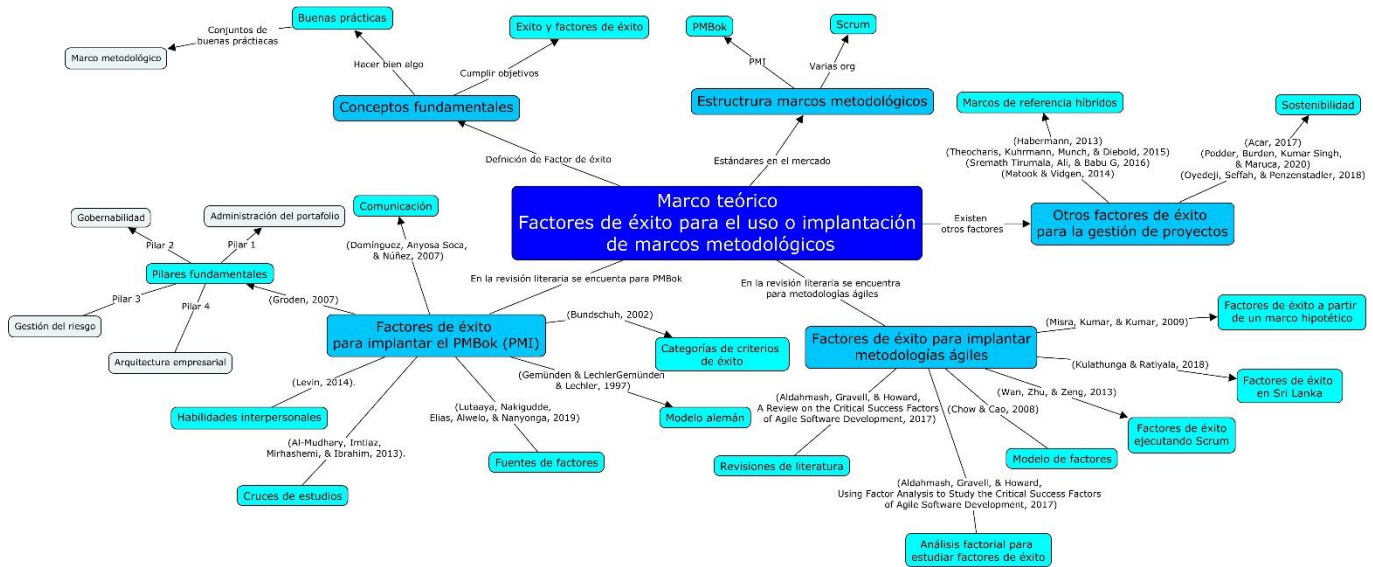 Buenas prácticas
Conjuntos de
buenas prátiacas
Marco metodológico
Hacer bien algo
Exito y factores de éxito
Cumplir objetivos
Conceptos fundamentales
Defnición de Factor de éxito
PMBok
Scrum
PMI
Varias org
Estructrura marcos metodológicos
Estándares en el mercado
Marcos de referencia híbridos
Sostenibilidad
(Habermann, 2013)
(Theocharis, Kuhrmann, Munch, & Diebold, 2015)
(Sremath Tirumala, Ali, & Babu G, 2016)
(Matook & Vidgen, 2014)
(Acar, 2017)
(Podder, Burden, Kumar Singh,
& Maruca, 2020)
(Oyedeji, Seffah, & Penzenstadler, 2018)
Marco teórico
Factores de éxito para el uso o implantación
de marcos metodológicos
Existen
otros factores
Otros factores de éxito
para la gestión de proyectos
Comunicación
(Domínguez, Anyosa Soca,
& Núñez, 2007)
Gobernabilidad
Administración del portafolio
Pilar 2
Pilar 1
Pilares fundamentales
Pilar 3
Pilar 4
Gestión del riesgo
Arquitectura empresarial
(Groden, 2007)
En la revisión literaria se encuenta para PMBok
Factores de éxito
para implantar el PMBok (PMI)
(Bundschuh, 2002)
Categorías de criterios
de éxito
(Gemünden & LechlerGemünden
& Lechler, 1997)
Modelo alemán
(Levin, 2014).
Habilidades interpersonales
(Al-Mudhary, Imtiaz,
Mirhashemi, & Ibrahim, 2013).
Cruces de estudios
(Lutaaya, Nakigudde,
Elias, Alwelo, & Nanyonga, 2019)
Fuentes de factores
En la revisión literaria se encuentra
para metodologías ágiles
Factores de éxito para implantar
metodologías ágiles
(Misra, Kumar, & Kumar, 2009)
Factores de éxito a partir
de un marco hipotético
(Kulathunga & Ratiyala, 2018)
Factores de éxito
en Sri Lanka
(Wan, Zhu, & Zeng, 2013)
Factores de éxito
ejecutando Scrum
(Chow & Cao, 2008)
Modelo de factores
(Aldahmash, Gravell, & Howard,
A Review on the Critical Success Factors
of Agile Software Development, 2017)
Revisiones de literatura
(Aldahmash, Gravell, & Howard,
Using Factor Analysis to Study the Critical Success Factors
of Agile Software Development, 2017)
Análisis factorial para
estudiar factores de éxito